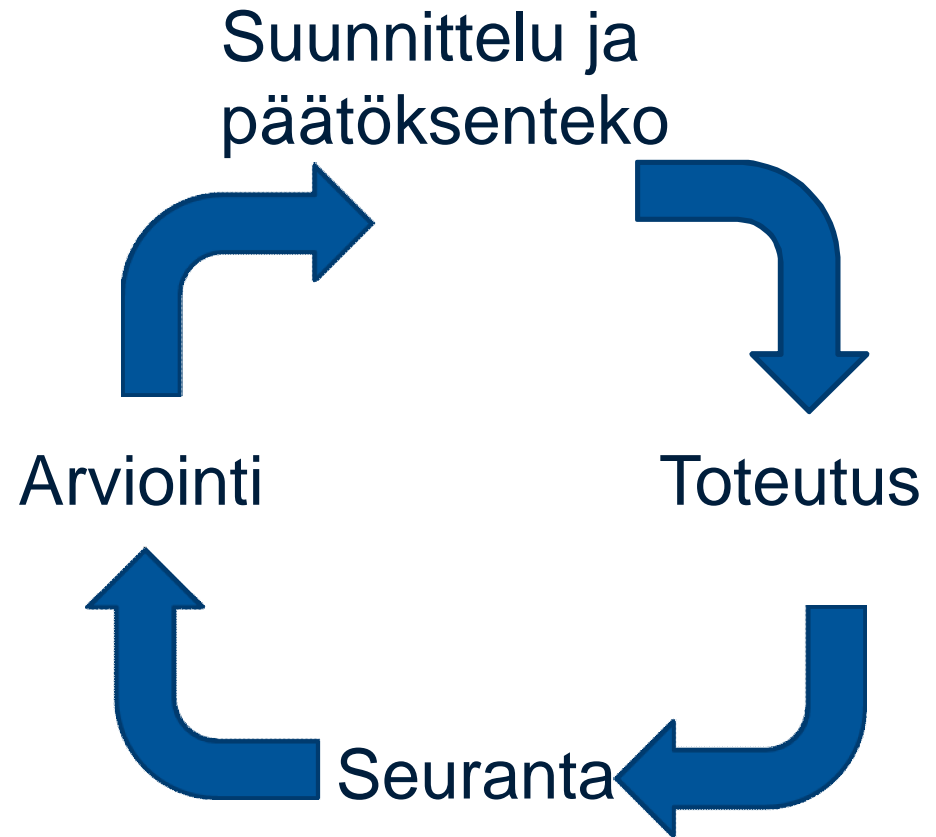 Suunnittelu ja
päätöksenteko
Arviointi
Toteutus
Seuranta